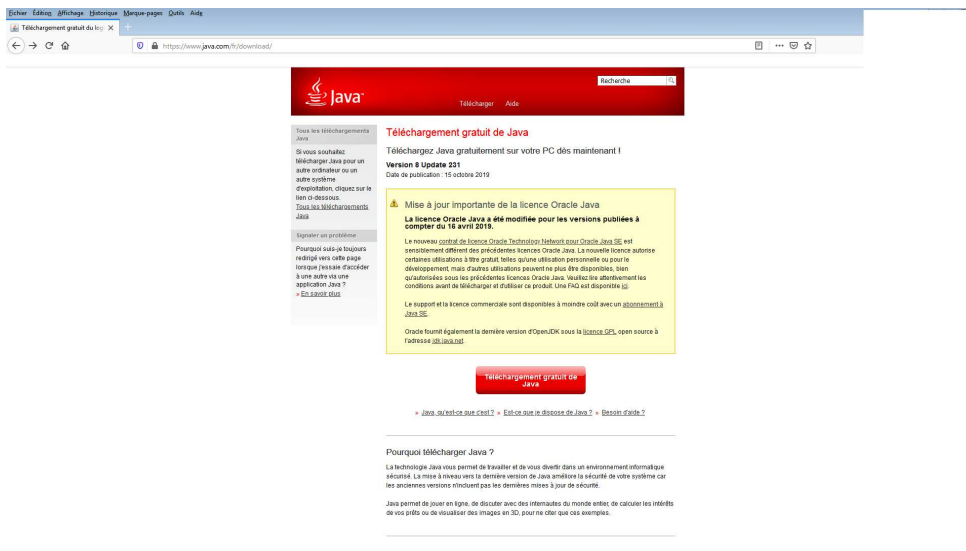 Fichier Édition Affichage Historique Marque-pages Outils Aide
Téléchargement gratuit du log
https://www.java.com/fr/download/
Java
Recherche
Télécharger Aide
Tous les téléchargements
Java
Si vous souhaitez
télécharger Java pour un
autre ordinateur ou un
autre système
d'exploitation, cliquez sur le
lien ci-dessous.
Tous les téléchargements
Java
Signaler un problème
Pourquoi suis-je toujours
redirigé vers cette page
lorsque j'essaie d'accéder
à une autre via une
application Java ?
» En savoir plus
Téléchargement gratuit de Java
Téléchargez Java gratuitement sur votre PC dès maintenant !
Version 8 Update 231
Date de publication : 15 octobre 2019
Mise à jour importante de la licence Oracle Java
La licence Oracle Java a été modifiée pour les versions publiées à
compter du 16 avril 2019.
Le nouveau contrat de licence Oracle Technology Network pour Oracle Java SE est
sensiblement différent des précédentes licences Oracle Java. La nouvelle licence autorise
certaines utilisations à titre gratuit, telles qu'une utilisation personnelle ou pour le
développement, mais d'autres utilisations peuvent ne plus être disponibles, bien
qu'autorisées sous les précédentes licences Oracle Java. Veuillez lire attentivement les
conditions avant de télécharger et d'utiliser ce produit. Une FAQ est disponible ici.
Le support et la licence commerciale sont disponibles à moindre coût avec un abonnement à
Java SE.
Oracle fournit également la dernière version d'OpenJDK sous la licence GPL open source à
l'adresse jdk.java.net.
Téléchargement gratuit de
Java
» Java, qu'est-ce que c'est ? » Est-ce que je dispose de Java ? » Besoin d'aide ?
Pourquoi télécharger Java ?
La technologie Java vous permet de travailler et de vous divertir dans un environnement informatique
sécurisé. La mise à niveau vers la dernière version de Java améliore la sécurité de votre système car
les anciennes versions n'incluent pas les dernières mises à jour de sécurité.
Java permet de jouer en ligne, de discuter avec des internautes du monde entier, de calculer les intérêts
de vos prêts ou de visualiser des images en 3D, pour ne citer que ces exemples.